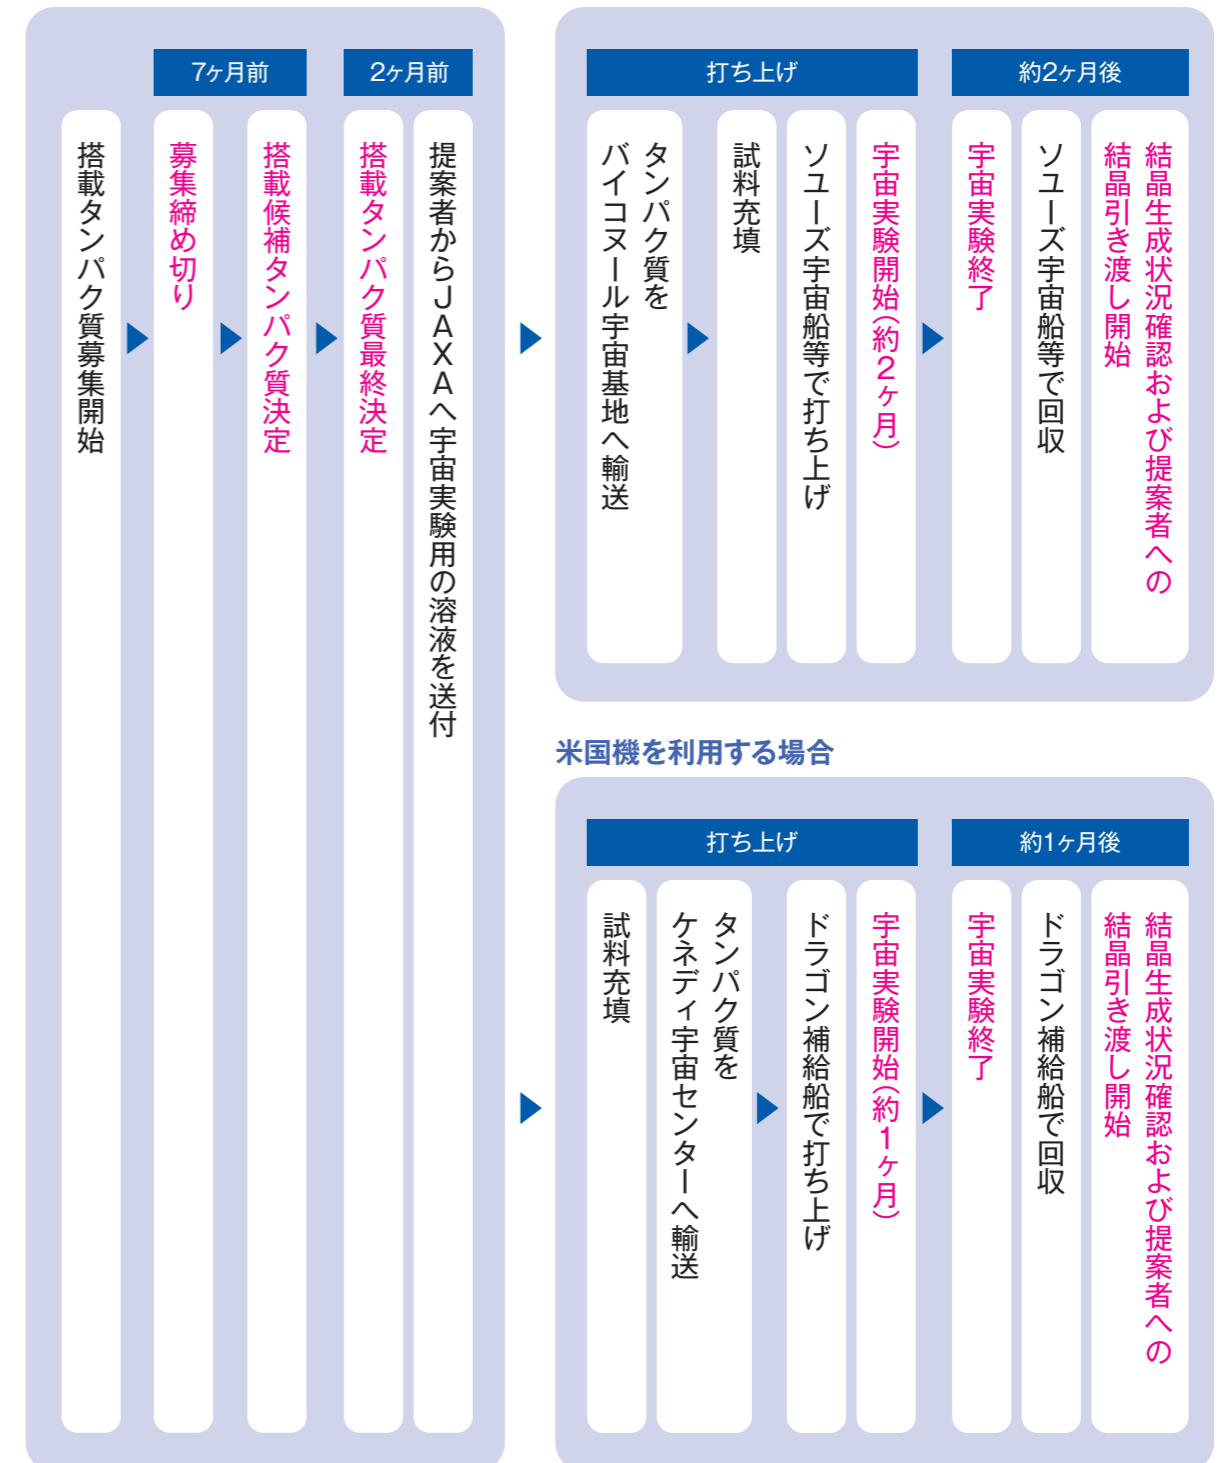 搭載タンパク質募集開始
7ヶ月前
募集締め切り
搭載候補タンパク質決定
2ヶ月前
搭載タンパク質最終決定
提案者からJAXAへ宇宙実験用の溶液を送付
打ち上げ
タンパク質を
バイコヌール宇宙基地へ輸送
試料充填
ソユーズ宇宙船等で打ち上げ
宇宙実験開始(約2ヶ月)
約2ヶ月後
宇宙実験終了
ソユーズ宇宙船等で回収
結晶生成状況確認および提案者への
結晶引き渡し開始
米国機を利用する場合
打ち上げ
試料充填
タンパク質を
ケネディ宇宙センターへ輸送
ドラゴン補給船で打ち上げ
宇宙実験開始(約1ヶ月)
約1ヶ月後
宇宙実験終了
ドラゴン補給船で回収
結晶生成状況確認および提案者への
結晶引き渡し開始